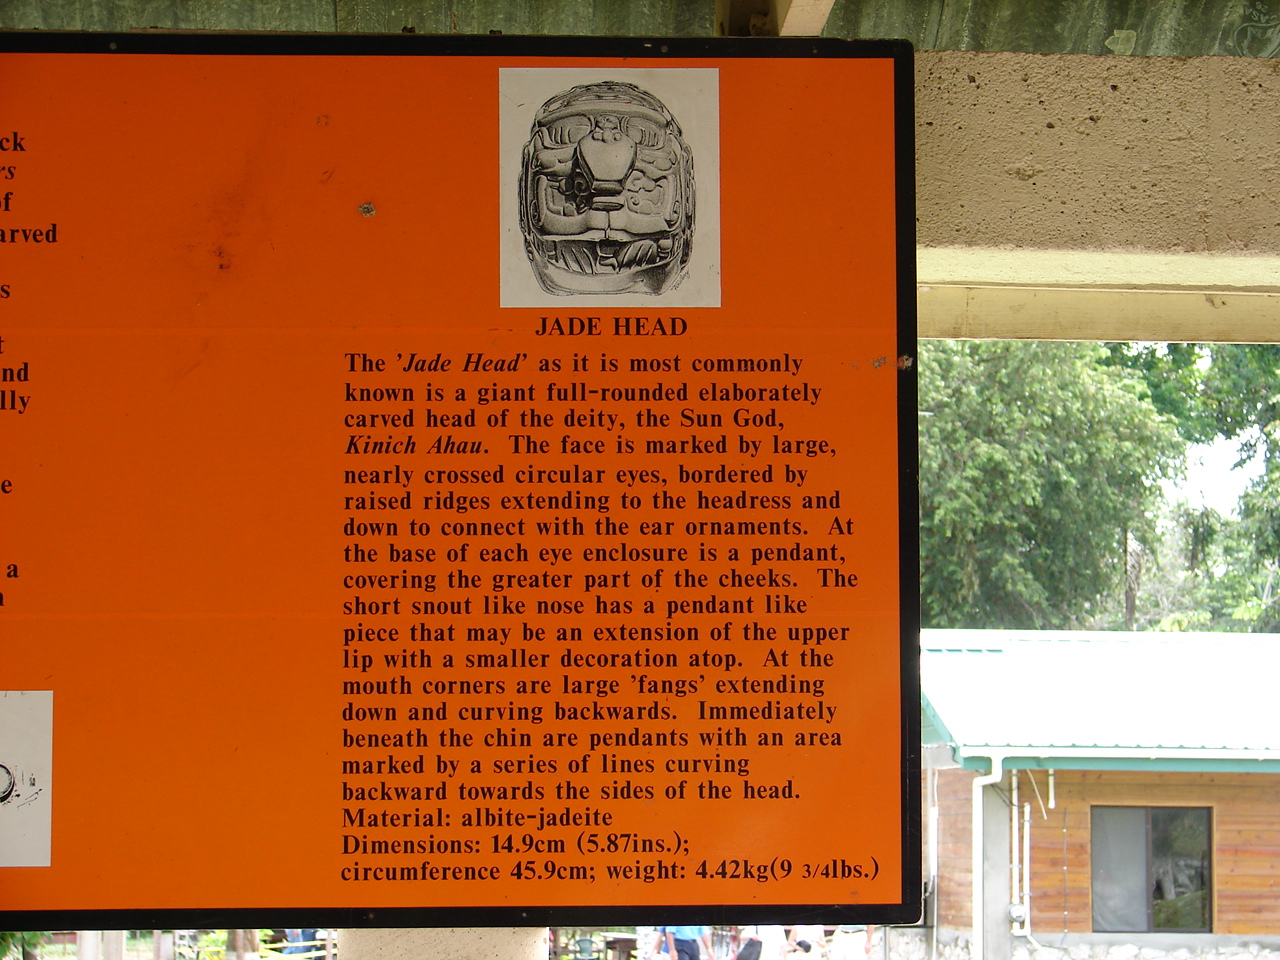 ck
rs
of
arved
s
t
nd
lly
e
a
n
JADE HEAD
The 'Jade Head' as it is most commonly
known is a giant full-rounded elaborately
carved head of the deity, the Sun God,
Kinich Ahau. The face is marked by large,
nearly crossed circular eyes, bordered by
raised ridges extending to the headress and
down to connect with the ear ornaments. At
the base of each eye enclosure is a pendant,
covering the greater part of the cheeks. The
short snout like nose has a pendant like
piece that may be an extension of the upper
lip with a smaller decoration atop. At the
mouth corners are large 'fangs' extending
down and curving backwards. Immediately
beneath the chin are pendants with an area
marked by a series of lines curving
backward towards the sides of the head.
Material: albite-jadeite
Dimensions: 14.9cm (5.87ins.);
circumference 45.9cm; weight: 4.42kg(9 3/4lbs.)